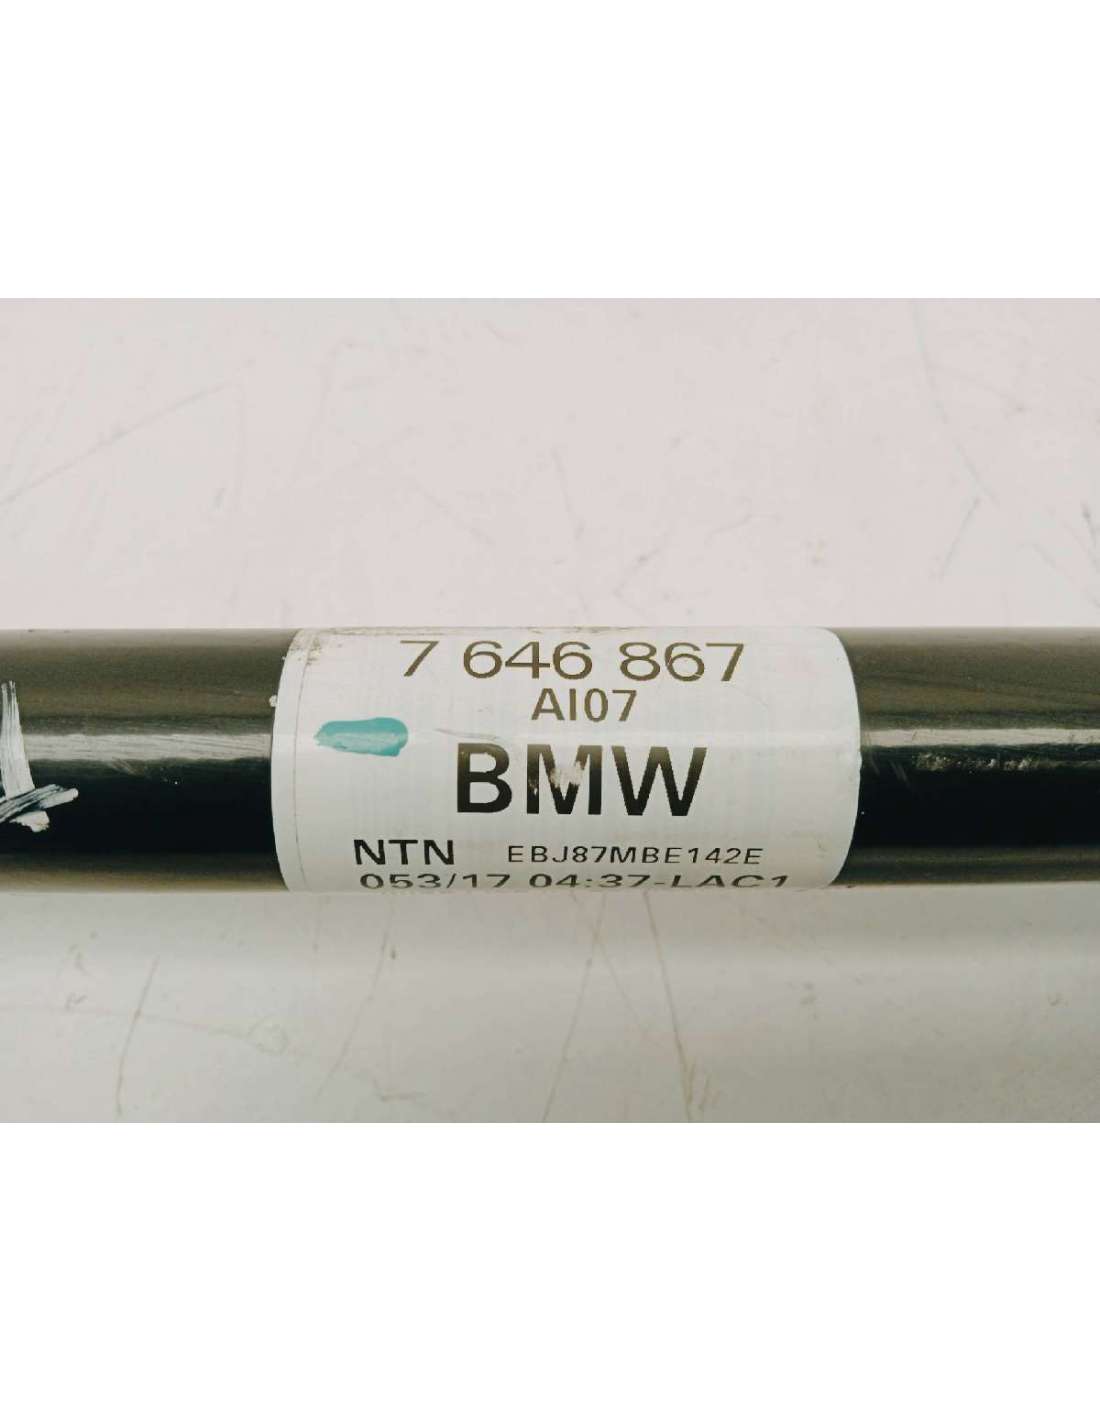 7 646 867
AI07
BMW
NTN EBJ87MBE142E
053/17 04:37-LAC1